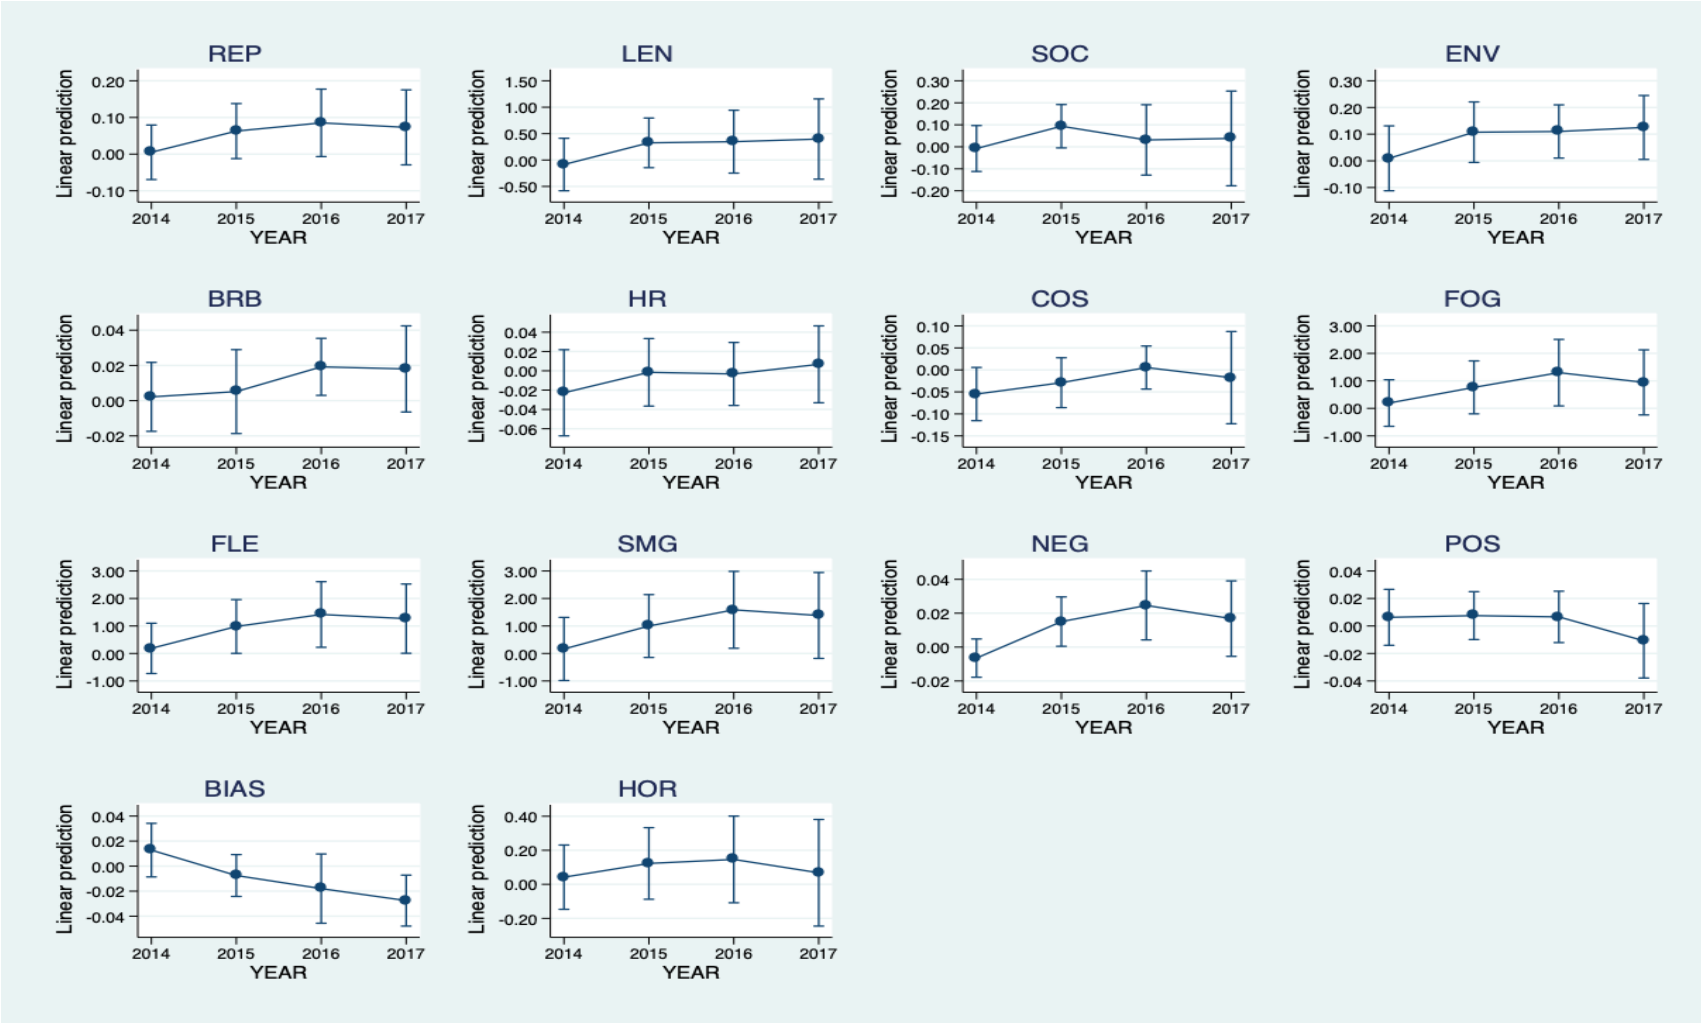 REP
Linear prediction
0.20
0.10
0.00
-0.10
2014 2015 2016 2017
YEAR
LEN
Linear prediction
1.50
1.00
0.50
0.00
-0.50
2014 2015 2016 2017
YEAR
SOC
Linear prediction
0.30
0.20
0.10
0.00
-0.10
-0.20
2014 2015 2016 2017
YEAR
ENV
Linear prediction
0.30
0.20
0.10
0.00
-0.10
2014 2015 2016 2017
YEAR
BRB
Linear prediction
0.04
0.02
0.00
-0.02
2014 2015 2016 2017
YEAR
HR
Linear prediction
0.04
0.02
0.00
-0.02
-0.04
-0.06
2014 2015 2016 2017
YEAR
COS
Linear prediction
0.10
0.05
0.00
-0.05
-0.10
-0.15
2014 2015 2016 2017
YEAR
FOG
Linear prediction
3.00
2.00
1.00
0.00
-1.00
2014 2015 2016 2017
YEAR
FLE
Linear prediction
3.00
2.00
1.00
0.00
-1.00
2014 2015 2016 2017
YEAR
SMG
Linear prediction
3.00
2.00
1.00
0.00
-1.00
2014 2015 2016 2017
YEAR
NEG
Linear prediction
0.04
0.02
0.00
-0.02
2014 2015 2016 2017
YEAR
POS
Linear prediction
0.04
0.02
0.00
-0.02
-0.04
2014 2015 2016 2017
YEAR
BIAS
Linear prediction
0.04
0.02
0.00
-0.02
-0.04
2014 2015 2016 2017
YEAR
HOR
Linear prediction
0.40
0.20
0.00
-0.20
2014 2015 2016 2017
YEAR